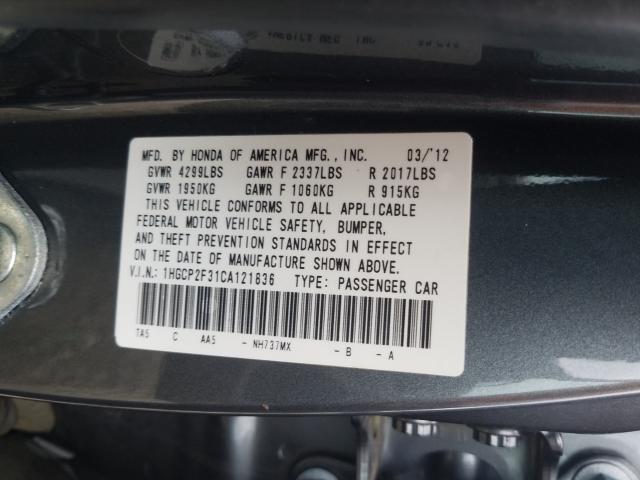 MFD. BY HONDA OF AMERICA MFG., INC. 03/'12
GVWR 4299LBS GAWR F 2337LBS R 2017LBS
GVWR 1950KG GAWR F 1060KG R 915KG
THIS VEHICLE CONFORMS TO ALL APPLICABLE
FEDERAL MOTOR VEHICLE SAFETY, BUMPER,
AND THEFT PREVENTION STANDARDS IN EFFECT
ON THE DATE OF MANUFACTURE SHOWN ABOVE.
V.I.N.: 1HGCP2F31CA121836 TYPE: PASSENGER CAR
TA5 C AA5 - NH737MX - B - A